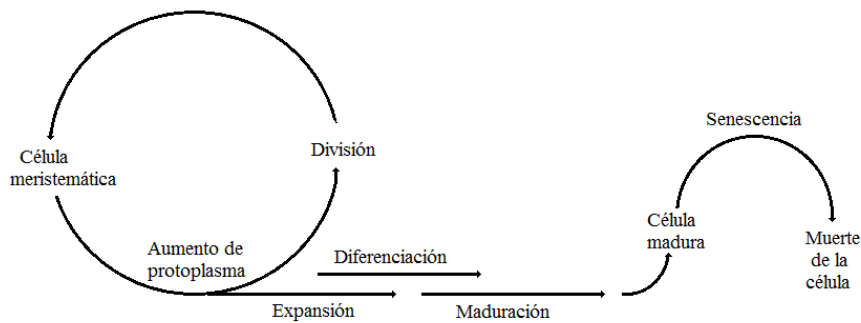 Célula
meristemática
División
Aumento de
protoplasma
Diferenciación
Expansión
Maduración
Célula
madura
Senescencia
Muerte
de la
célula